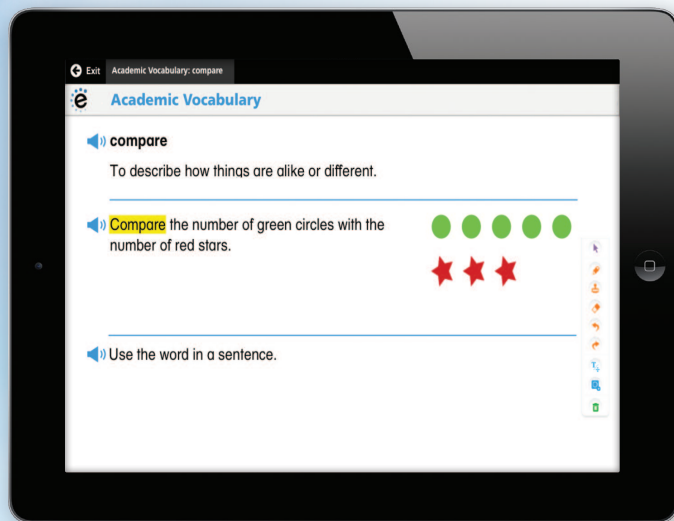 Exit Academic Vocabulary: compare
ë Academic Vocabulary
compare
To describe how things are alike or different.
Compare the number of green circles with the
number of red stars.
Use the word in a sentence.
T